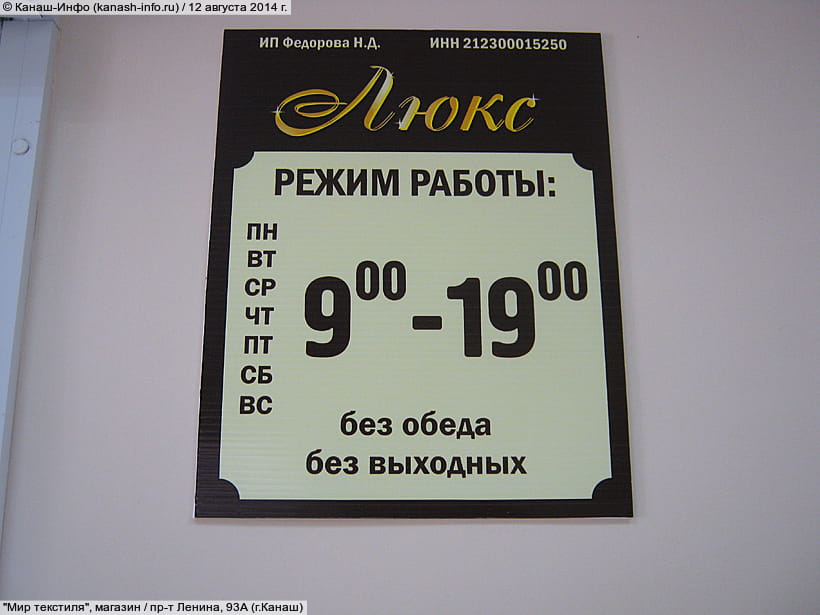 © Канаш-Инфо (kanash-info.ru) / 12 августа 2014 г.
ИП Федорова Н.Д. ИНН 212300015250
Люкс
РЕЖИМ РАБОТЫ:
ПН
ВТ
СР
ЧТ
ПТ
СБ
ВС
9⁰⁰-19⁰⁰
без обеда
без выходных
"Мир текстиля", магазин / пр-т Ленина, 93А (г.Канаш)